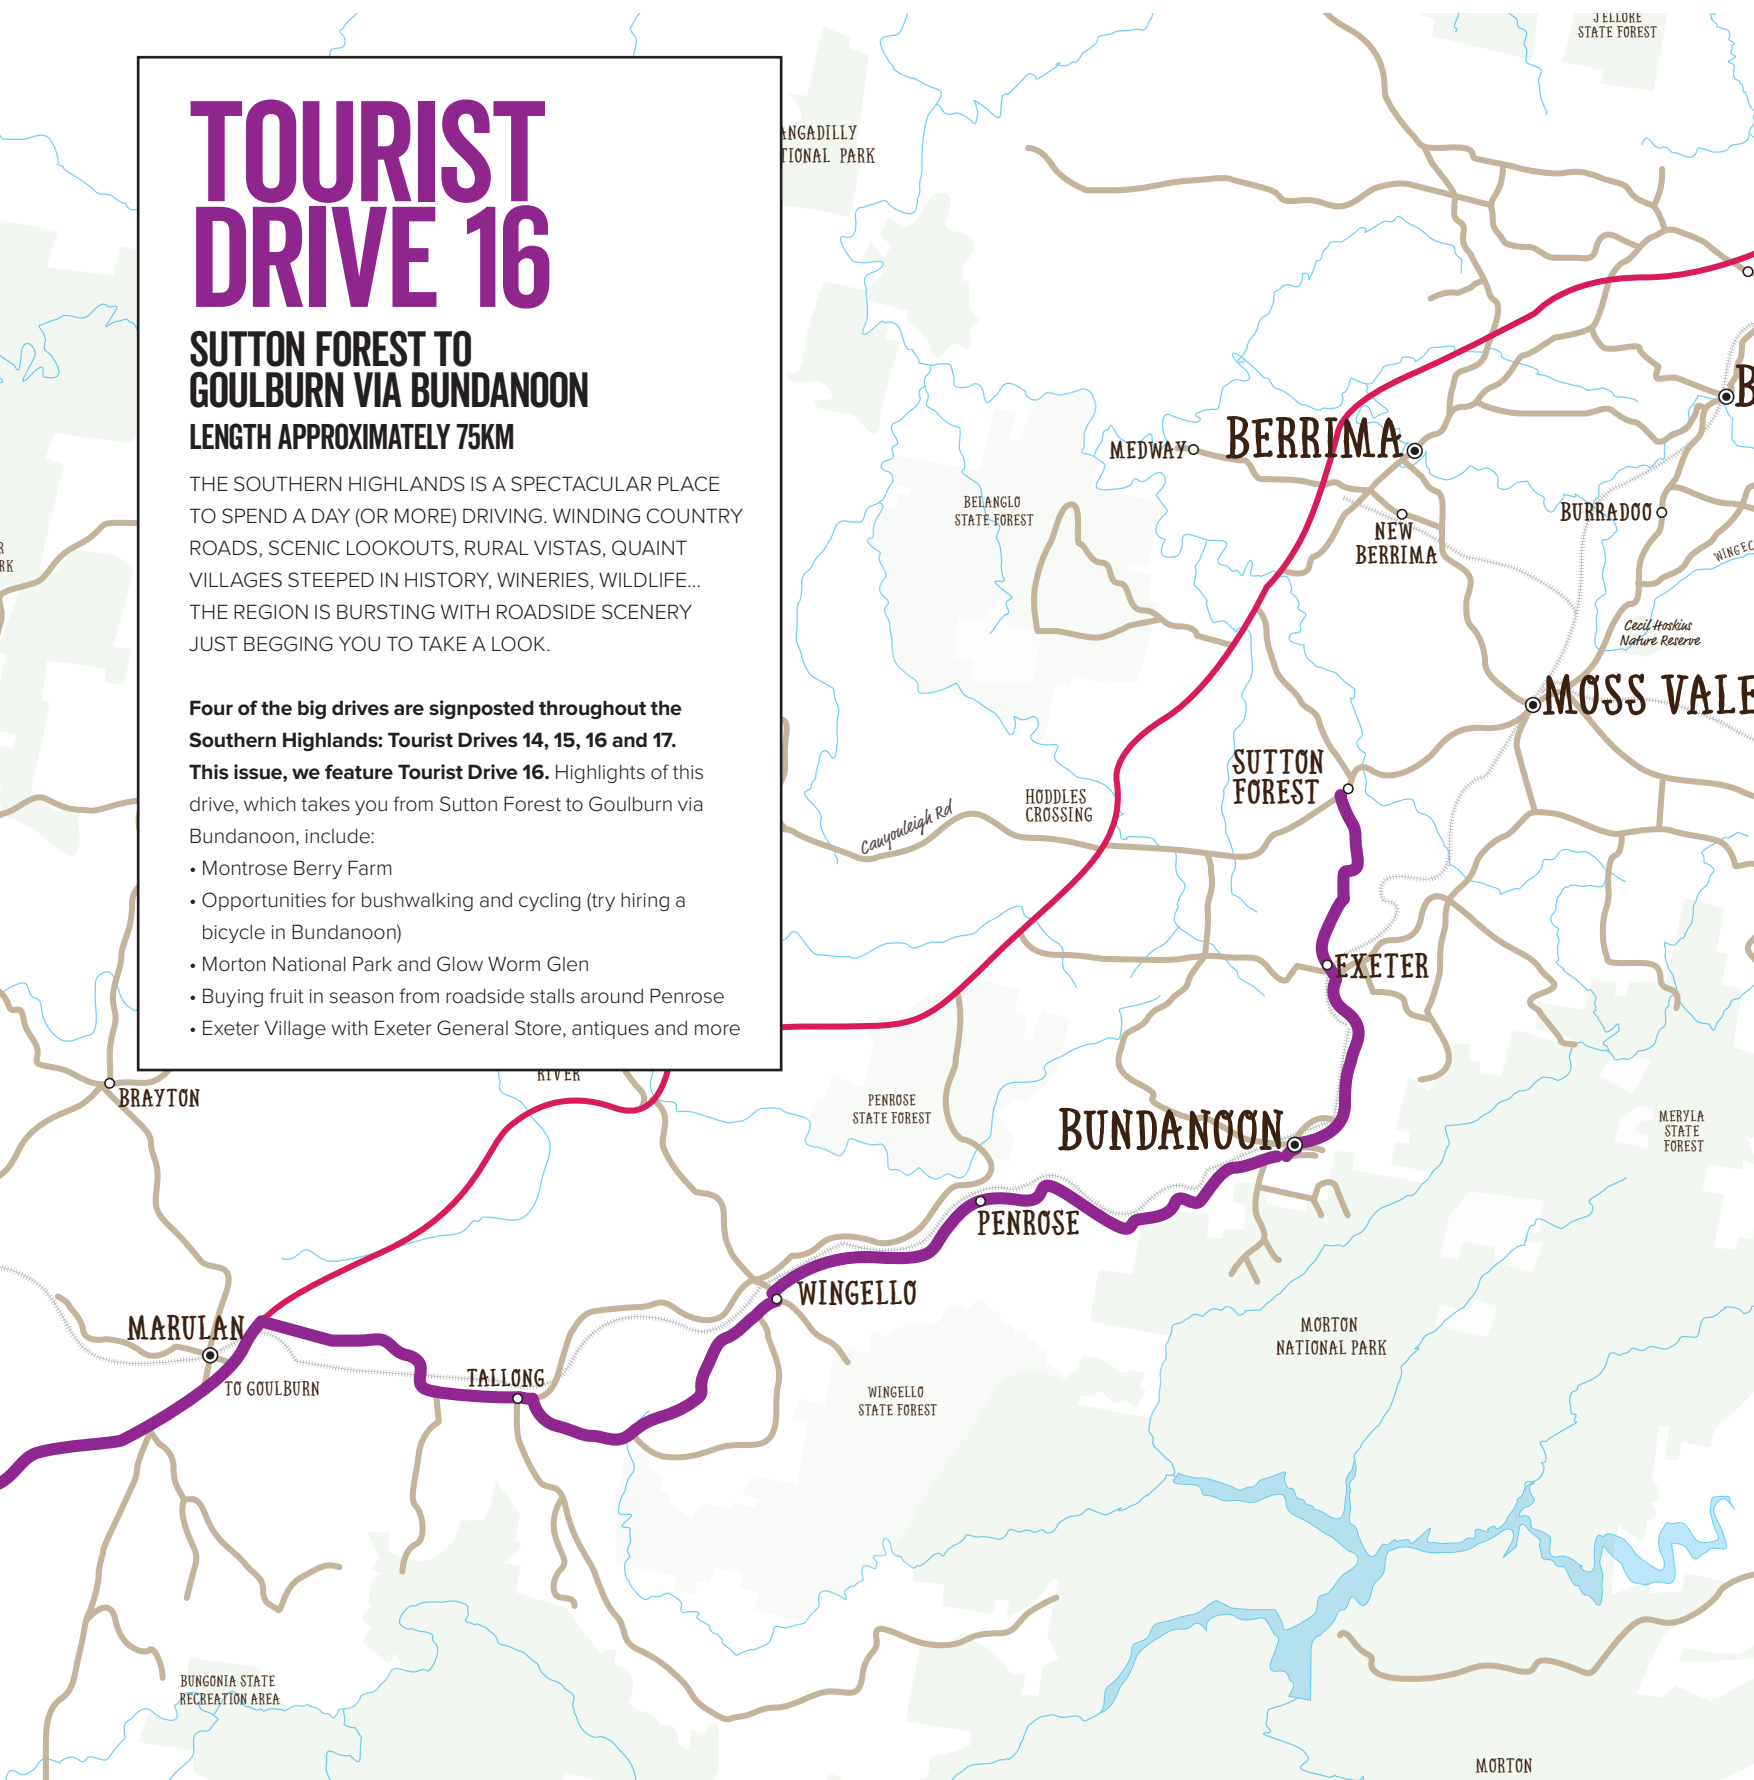 TOURIST
DRIVE 16
SUTTON FOREST TO
GOULBURN VIA BUNDANOON
LENGTH APPROXIMATELY 75KM
THE SOUTHERN HIGHLANDS IS A SPECTACULAR PLACE
TO SPEND A DAY (OR MORE) DRIVING. WINDING COUNTRY
ROADS, SCENIC LOOKOUTS, RURAL VISTAS, QUAINT
VILLAGES STEEPED IN HISTORY, WINERIES, WILDLIFE...
THE REGION IS BURSTING WITH ROADSIDE SCENERY
JUST BEGGING YOU TO TAKE A LOOK.
Four of the big drives are signposted throughout the
Southern Highlands: Tourist Drives 14, 15, 16 and 17.
This issue, we feature Tourist Drive 16. Highlights of this
drive, which takes you from Sutton Forest to Goulburn via
Bundanoon, include:
• Montrose Berry Farm
• Opportunities for bushwalking and cycling (try hiring a
bicycle in Bundanoon)
• Morton National Park and Glow Worm Glen
• Buying fruit in season from roadside stalls around Penrose
• Exeter Village with Exeter General Store, antiques and more
JELLORE
STATE FOREST
ANGADILLY
TIONAL PARK
BERRIMA
MEDWAY
B
BELANGLO
STATE FOREST
NEW
BERRIMA
BURRADOO
WINGEC
R
RK
Cecil Hoskins
Nature Reserve
MOSS VALE
SUTTON
FOREST
HODDLES
CROSSING
Canyonleigh Rd
EXETER
RIVER
BRAYTON
PENROSE
STATE FOREST
BUNDANOON
MERYLA
STATE
FOREST
PENROSE
WINGELLO
MARULAN
MORTON
NATIONAL PARK
TALLONG
TO GOULBURN
WINGELLO
STATE FOREST
BUNGONIA STATE
RECREATION AREA
MORTON